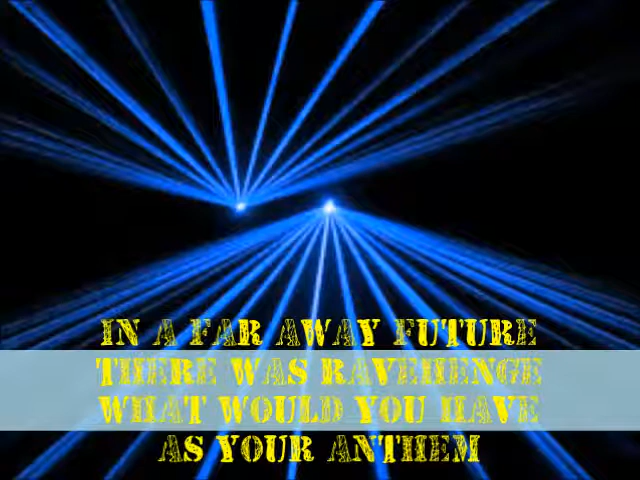 IN A FAR AWAY FUTURE
THERE WAS RAVEHENGE
WHAT WOULD YOU HAVE
AS YOUR ANTHEM